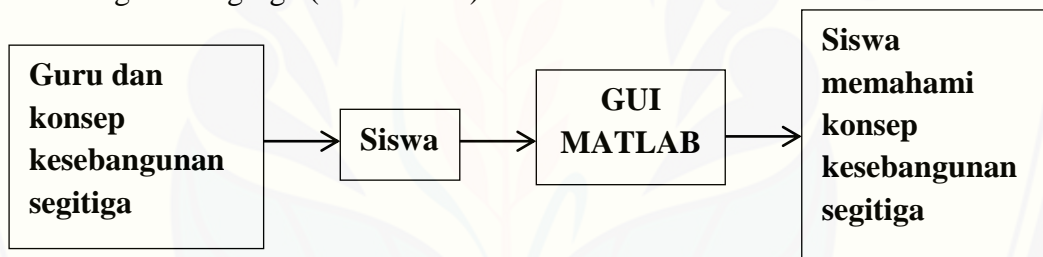 Guru dan
konsep
kesebangunan
segitiga
Siswa
GUI
MATLAB
Siswa
memahami
konsep
kesebangunan
segitiga